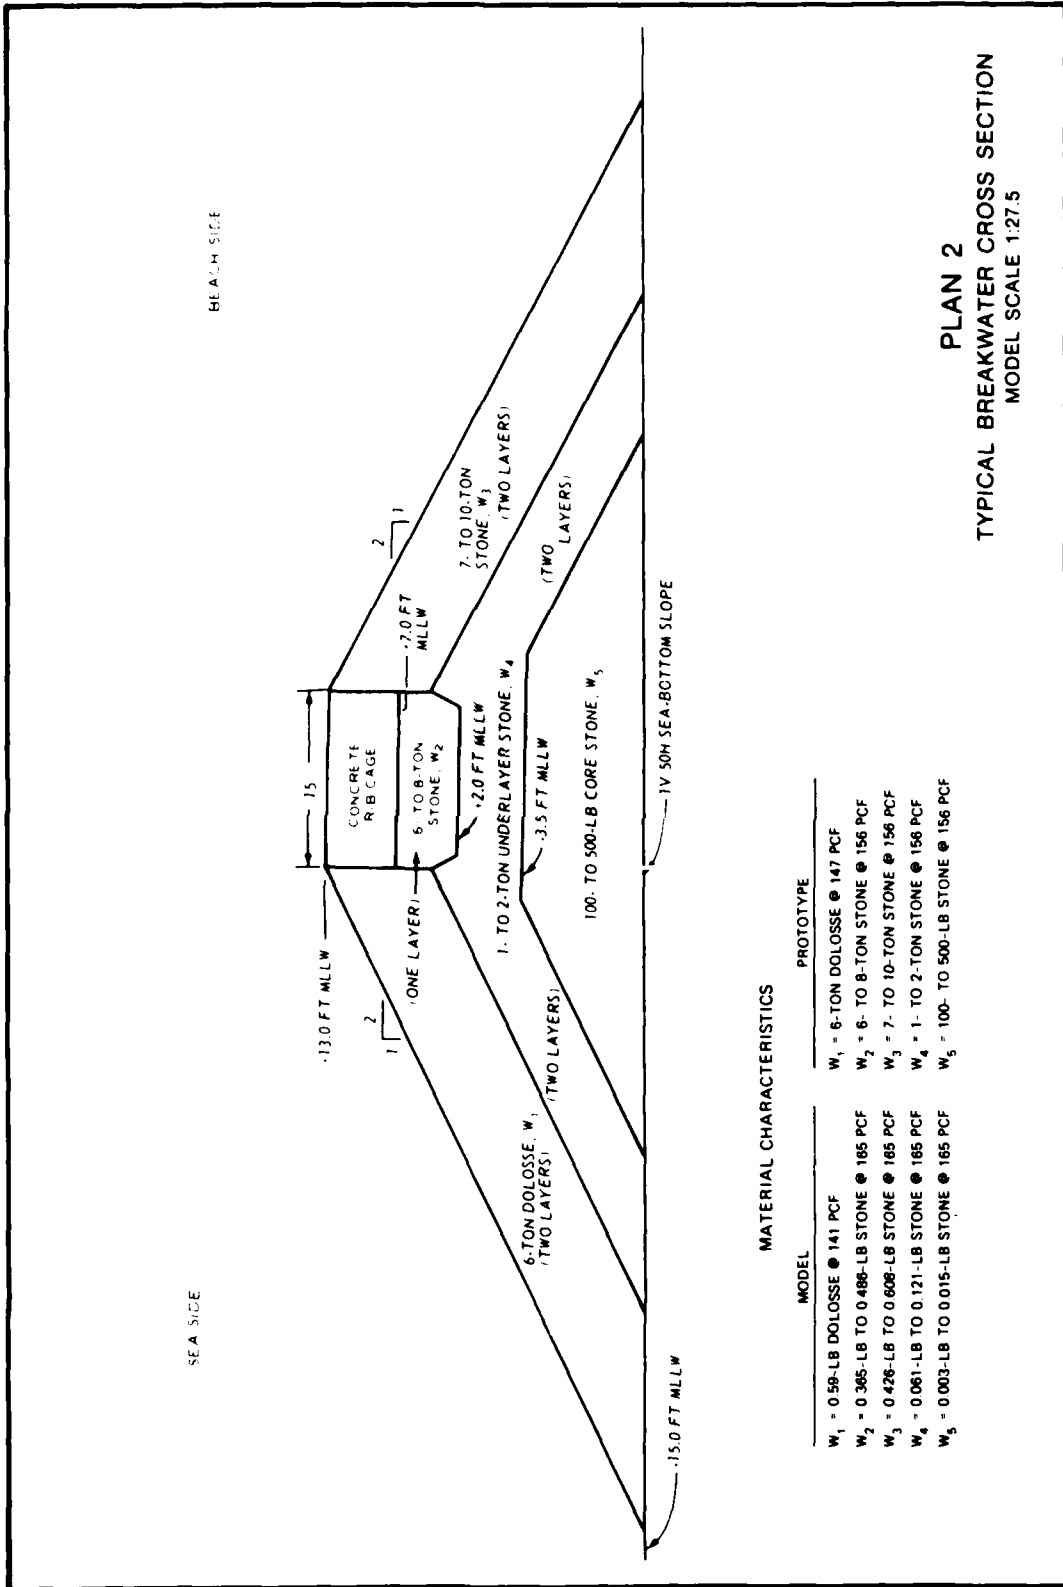 SEA SIDE
BEACH SIDE
-13.0 FT MLLW
15
CONCRETE
RIB CAGE
2
1
2
1
(ONE LAYER)
6- TO 8-TON
STONE, W2
+7.0 FT
MLLW
7- TO 10-TON
STONE, W3
(TWO LAYERS)
6-TON DOLOSSE, W1
(TWO LAYERS)
+2.0 FT MLLW
1- TO 2-TON UNDERLAYER STONE, W4
(TWO LAYERS)
(TWO
LAYERS)
-3.5 FT MLLW
100- TO 500-LB CORE STONE, W5
-15.0 FT MLLW
1V 50H SEA-BOTTOM SLOPE
MATERIAL CHARACTERISTICS
MODEL
W1 = 0.59-LB DOLOSSE @ 141 PCF
W2 = 0.365-LB TO 0.486-LB STONE @ 165 PCF
W3 = 0.426-LB TO 0.608-LB STONE @ 165 PCF
W4 = 0.061-LB TO 0.121-LB STONE @ 165 PCF
W5 = 0.003-LB TO 0.015-LB STONE @ 165 PCF
PROTOTYPE
W1 = 6-TON DOLOSSE @ 147 PCF
W2 = 6- TO 8-TON STONE @ 156 PCF
W3 = 7- TO 10-TON STONE @ 156 PCF
W4 = 1- TO 2-TON STONE @ 156 PCF
W5 = 100- TO 500-LB STONE @ 156 PCF
PLAN 2
TYPICAL BREAKWATER CROSS SECTION
MODEL SCALE 1:27.5